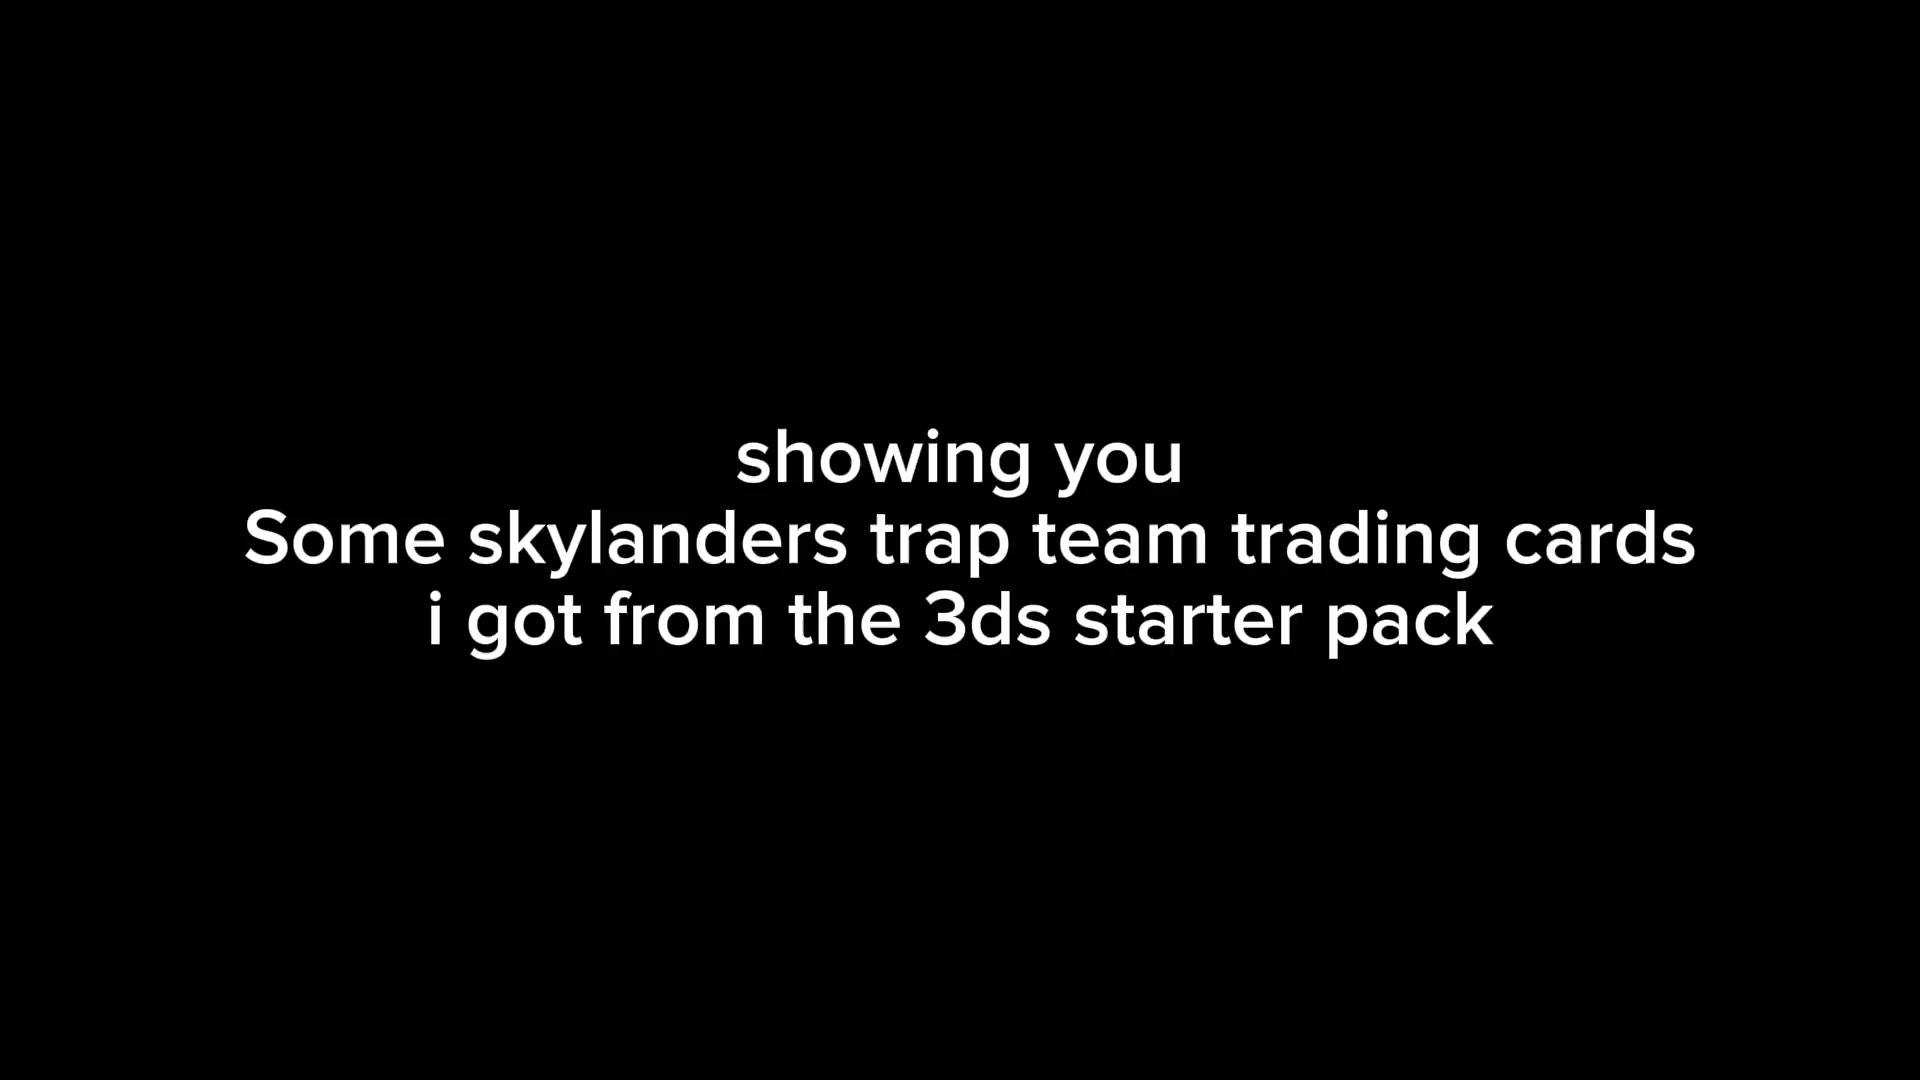 showing you
Some skylanders trap team trading cards
i got from the 3ds starter pack